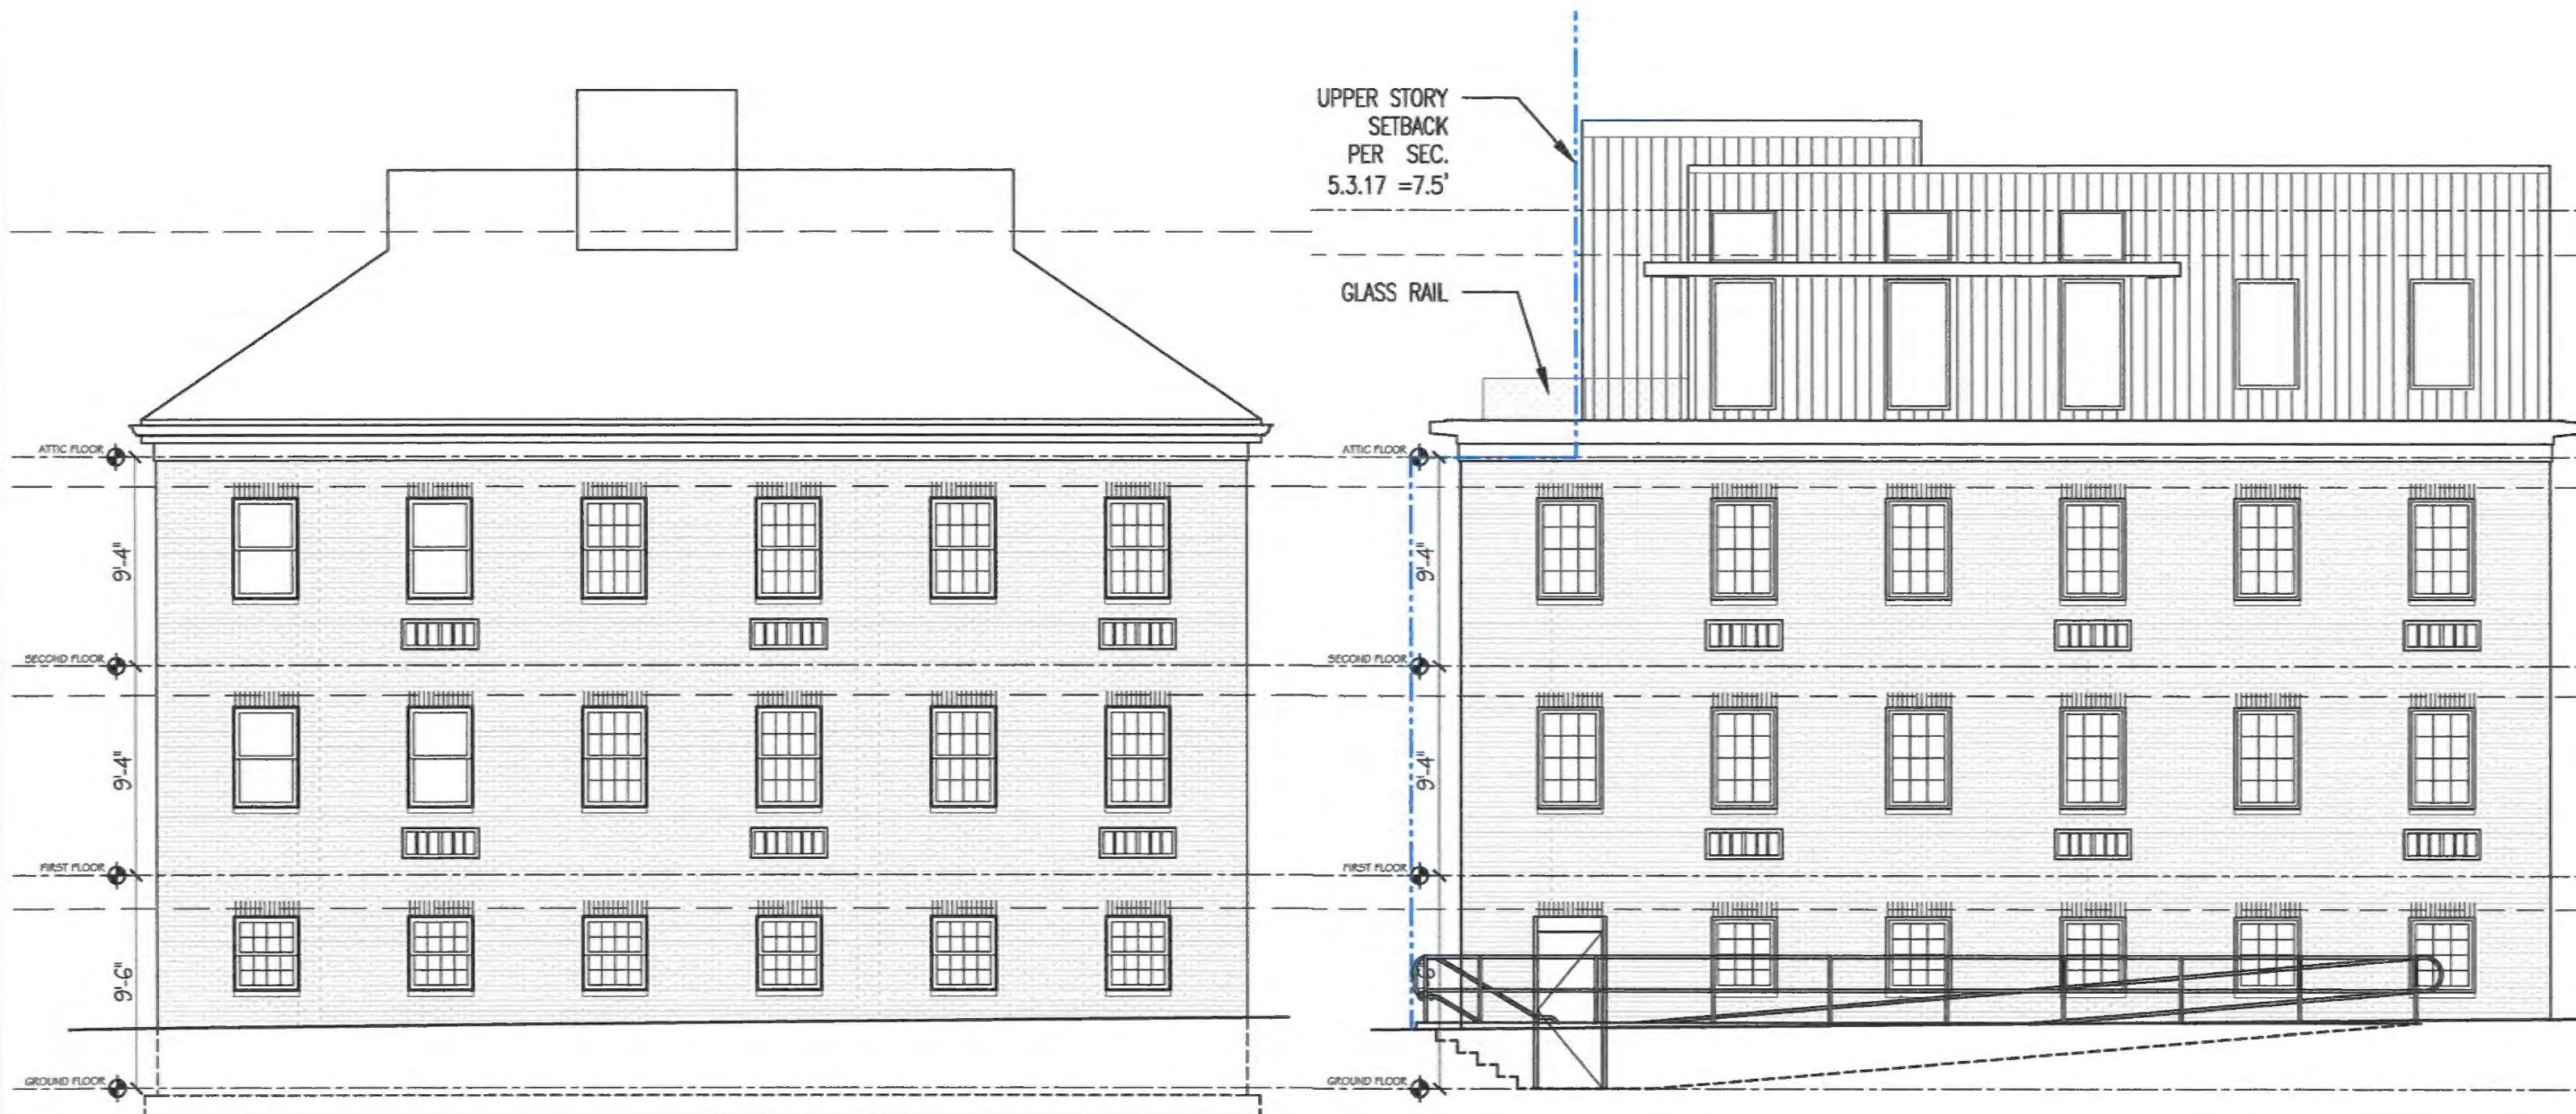 UPPER STORY
SETBACK
PER SEC.
5.3.17 =7.5'
GLASS RAIL
ATTIC FLOOR
9'-4"
SECOND FLOOR
9'-4"
FIRST FLOOR
9'-6"
GROUND FLOOR
ATTIC FLOOR
9'-4"
SECOND FLOOR
9'-4"
FIRST FLOOR
GROUND FLOOR